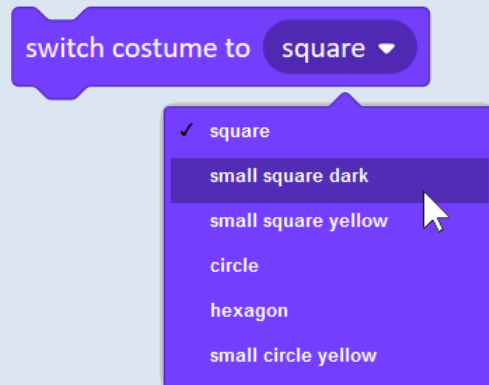 switch costume to square
square
small square dark
small square yellow
circle
hexagon
small circle yellow